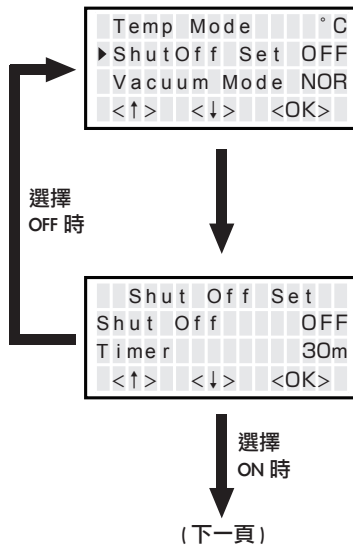 Temp Mode °C
▶ShutOff Set OFF
Vacuum Mode NOR
<↑> <↓> <OK>
選擇
OFF 時
Shut Off Set
Shut Off OFF
Timer 30m
<↑> <↓> <OK>
選擇
ON 時
(下一頁)